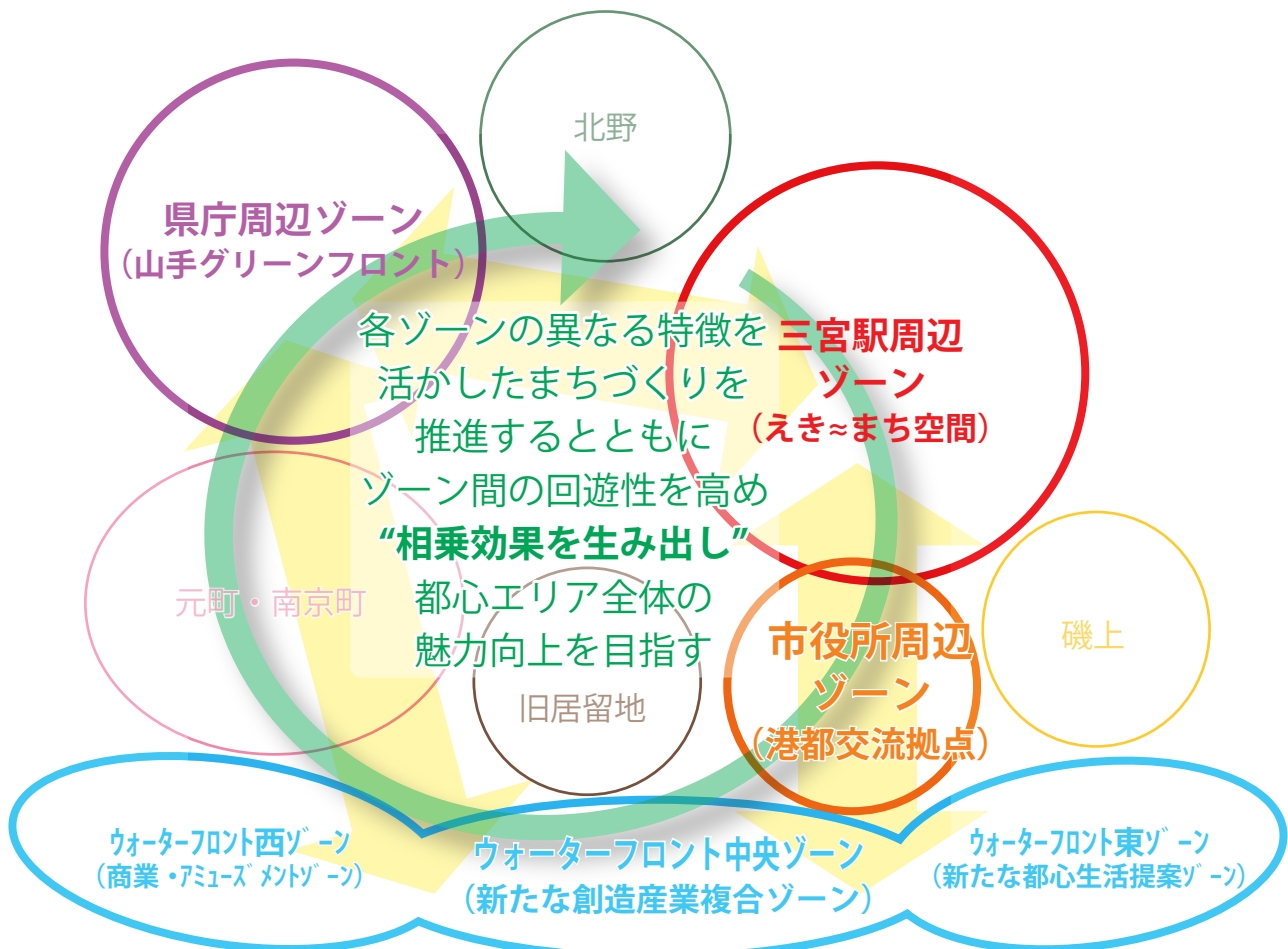 北野
県庁周辺ゾーン
（山手グリーンフロント）
各ゾーンの異なる特徴を
活かしたまちづくりを
推進するとともに
ゾーン間の回遊性を高め
“相乗効果を生み出し”
都心エリア全体の
魅力向上を目指す
三宮駅周辺
ゾーン
（えき≈まち空間）
元町・南京町
旧居留地
市役所周辺
ゾーン
（港都交流拠点）
磯上
ｳｫｰﾀｰﾌﾛﾝﾄ西ｿﾞｰﾝ
（商業・ｱﾐｭｰｽﾞﾒﾝﾄｿﾞｰﾝ）
ウォーターフロント中央ゾーン
（新たな創造産業複合ゾーン）
ｳｫｰﾀｰﾌﾛﾝﾄ東ｿﾞｰﾝ
（新たな都心生活提案ｿﾞｰﾝ）